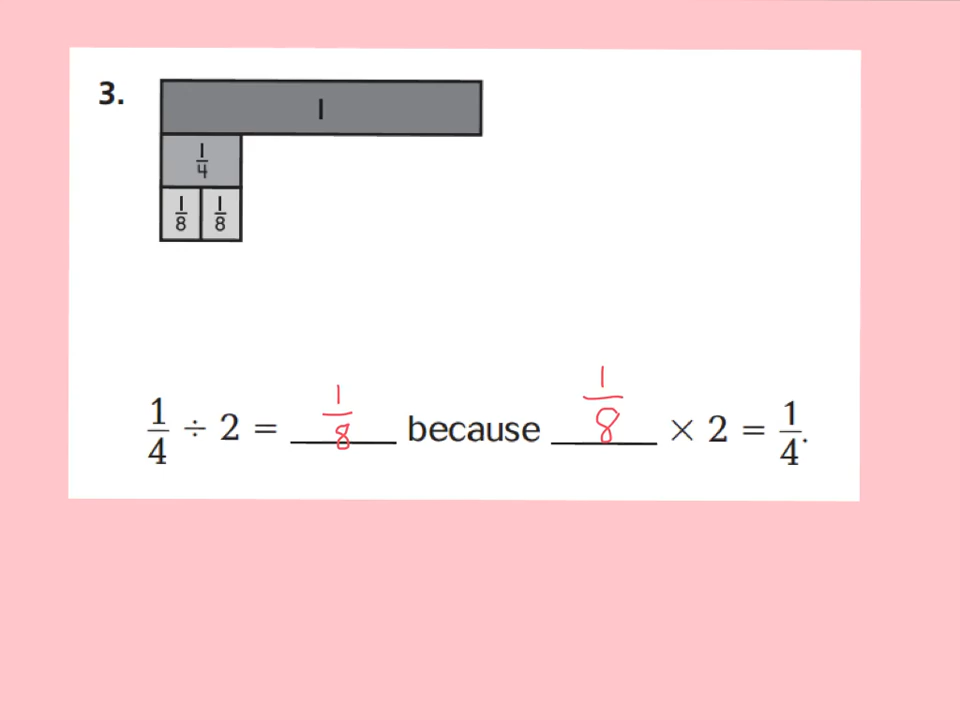 3.
1
1/4
1/8 1/8
1/4 ÷ 2 = 1/8 because 1/8 × 2 = 1/4.